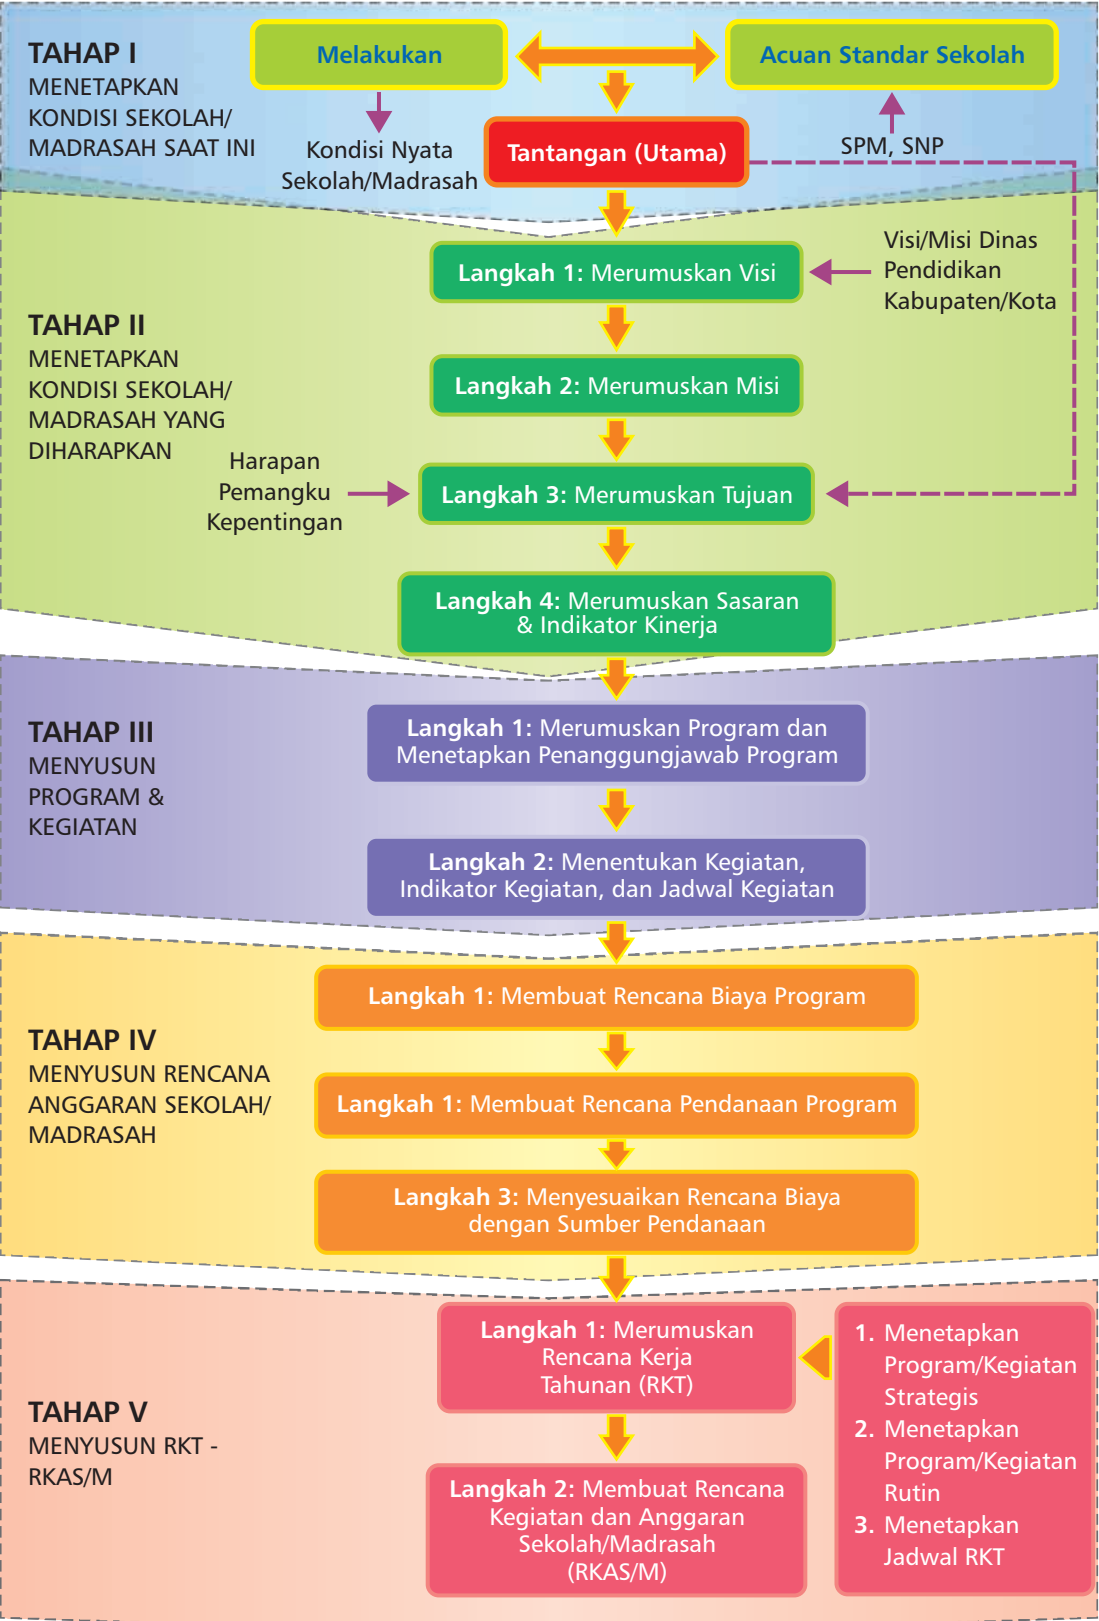 TAHAP I
MENETAPKAN
KONDISI SEKOLAH/
MADRASAH SAAT INI
Melakukan
Acuan Standar Sekolah
Kondisi Nyata
Sekolah/Madrasah
Tantangan (Utama)
SPM, SNP
TAHAP II
MENETAPKAN
KONDISI SEKOLAH/
MADRASAH YANG
DIHARAPKAN
Langkah 1: Merumuskan Visi
Visi/Misi Dinas
Pendidikan
Kabupaten/Kota
Langkah 2: Merumuskan Misi
Harapan
Pemangku
Kepentingan
Langkah 3: Merumuskan Tujuan
Langkah 4: Merumuskan Sasaran
& Indikator Kinerja
TAHAP III
MENYUSUN
PROGRAM &
KEGIATAN
Langkah 1: Merumuskan Program dan
Menetapkan Penanggungjawab Program
Langkah 2: Menentukan Kegiatan,
Indikator Kegiatan, dan Jadwal Kegiatan
TAHAP IV
MENYUSUN RENCANA
ANGGARAN SEKOLAH/
MADRASAH
Langkah 1: Membuat Rencana Biaya Program
Langkah 1: Membuat Rencana Pendanaan Program
Langkah 3: Menyesuaikan Rencana Biaya
dengan Sumber Pendanaan
TAHAP V
MENYUSUN RKT -
RKAS/M
Langkah 1: Merumuskan
Rencana Kerja
Tahunan (RKT)
1. Menetapkan
Program/Kegiatan
Strategis
2. Menetapkan
Program/Kegiatan
Rutin
3. Menetapkan
Jadwal RKT
Langkah 2: Membuat Rencana
Kegiatan dan Anggaran
Sekolah/Madrasah
(RKAS/M)